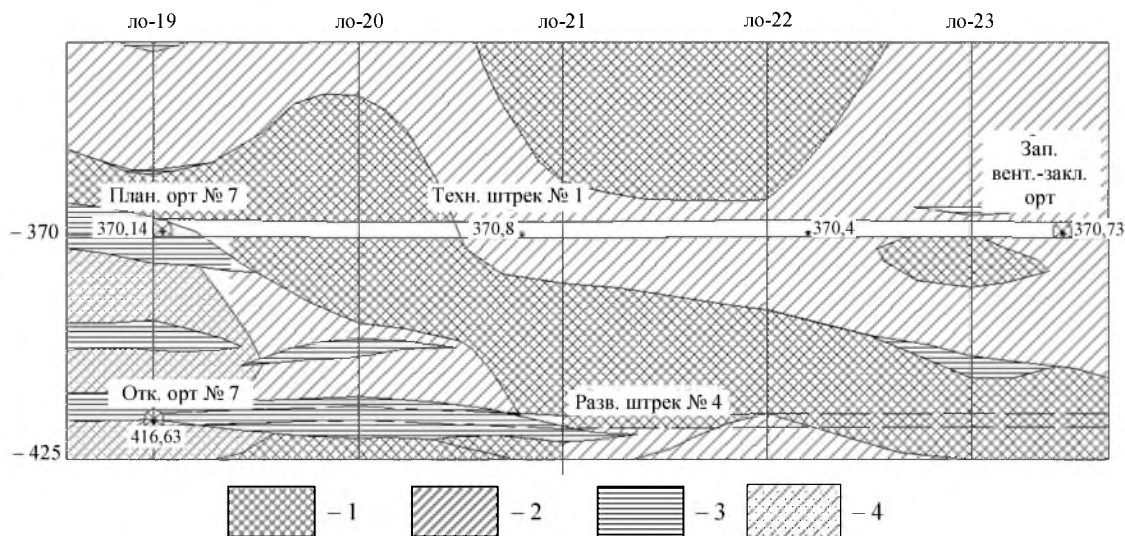 ло-19 ло-20 ло-21 ло-22 ло-23
Зап.
вент.-закл.
орт
План. орт № 7 Техн. штрек № 1
– 370 370,14 370,8 370,4 370,73
Отк. орт № 7 Разв. штрек № 4
416,63
– 425
– 1 – 2 – 3 – 4